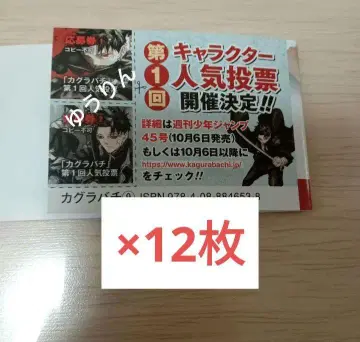 応募券
コピー不可
「カグラバチ」
第1回人気投票
ゆうりん
コピー不可
「カグラバチ」
第1回人気投票
第1回
キャラクター
人気投票
開催決定!!
詳細は週刊少年ジャンプ
45号(10月6日発売)
もしくは10月6日以降に
https://www.kagurabachi.jp/
をチェック!!
カグラバチ⑨ ISBN 978-4-08-884653-8
×12枚